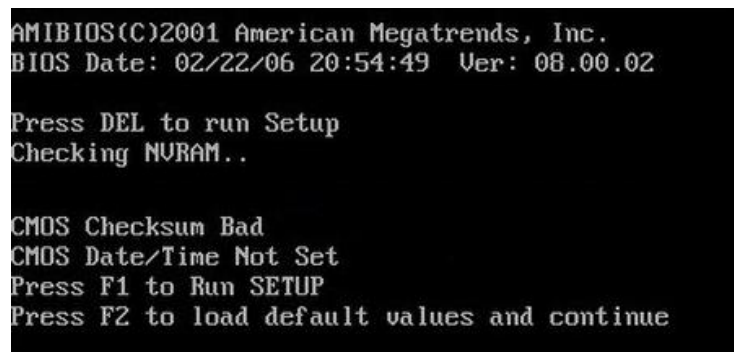 AMIBIOS(C)2001 American Megatrends, Inc.
BIOS Date: 02/22/06 20:54:49  Ver: 08.00.02
Press DEL to run Setup
Checking NVRAM..
CMOS Checksum Bad
CMOS Date/Time Not Set
Press F1 to Run SETUP
Press F2 to load default values and continue